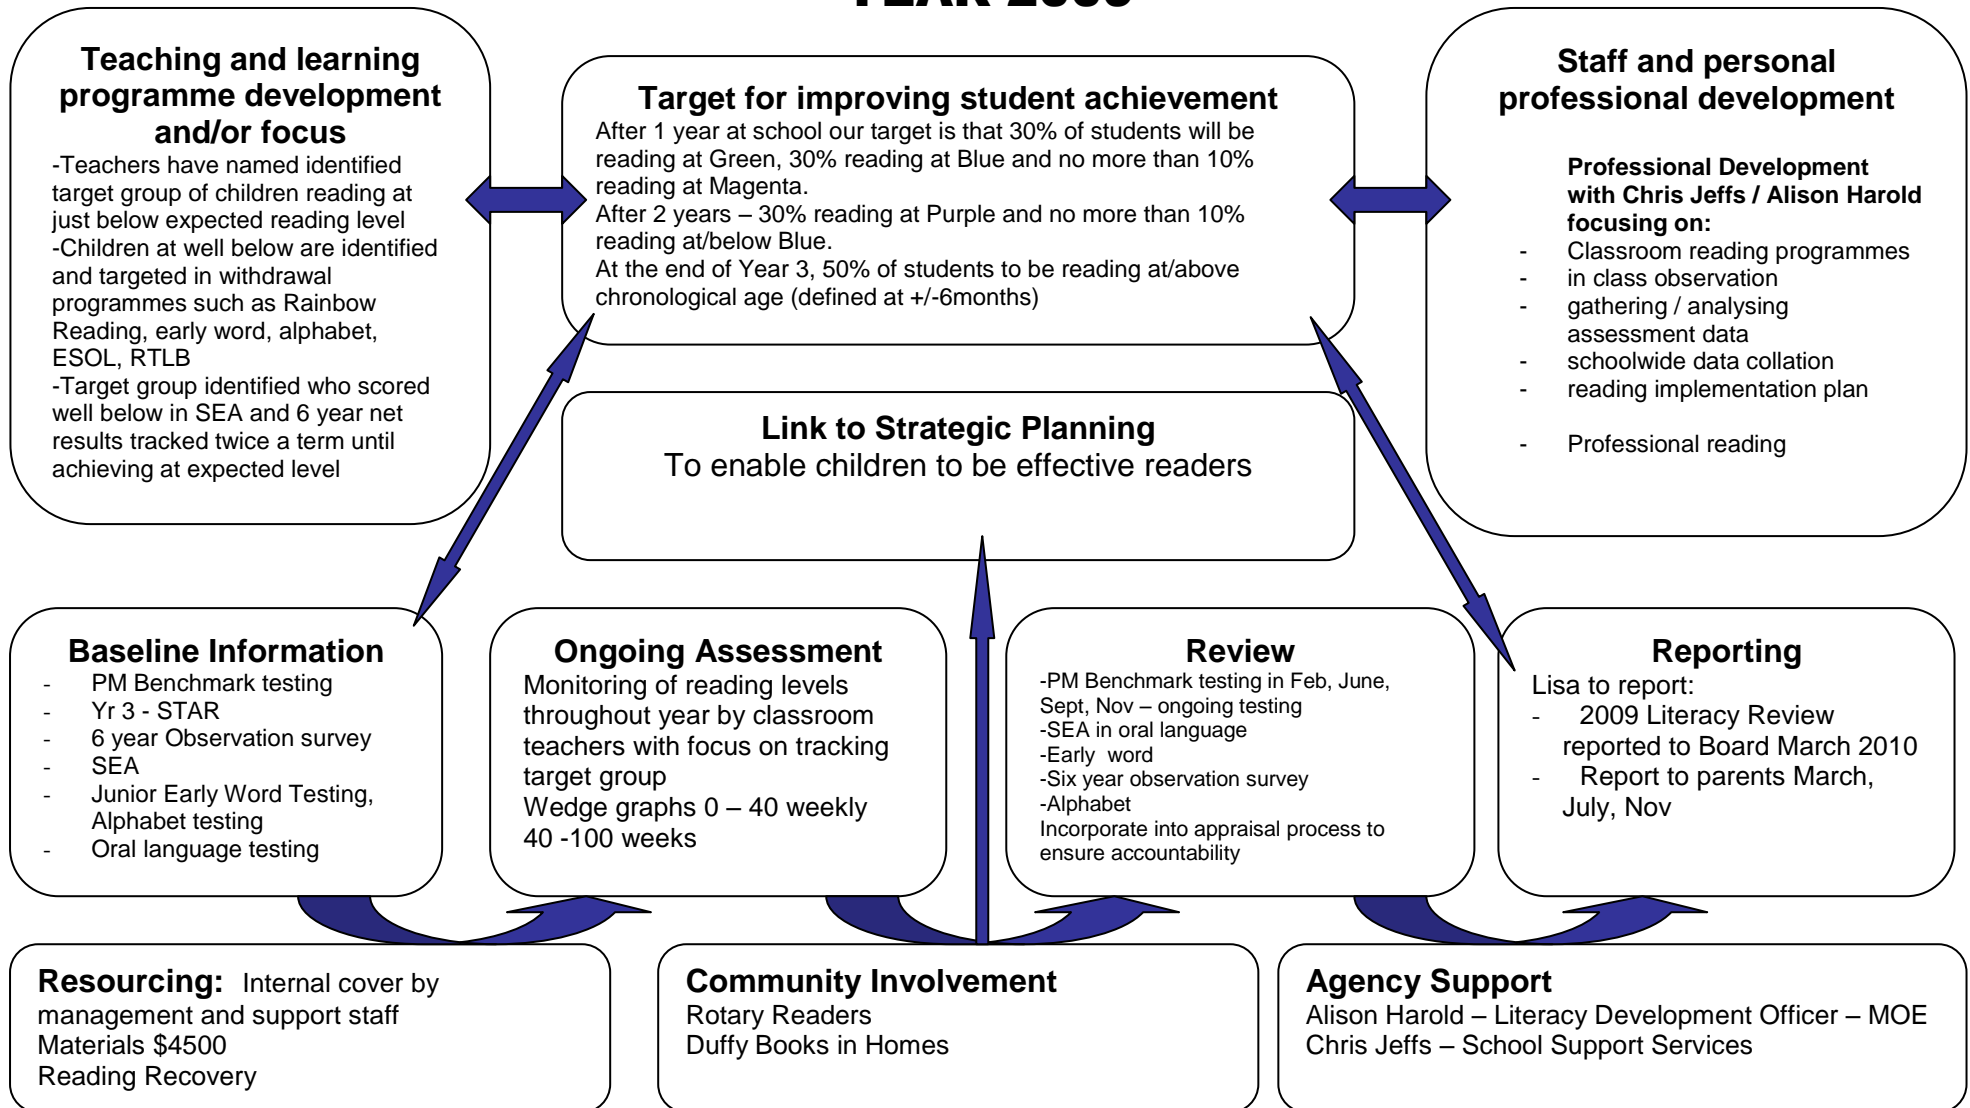 Teaching and learning
programme development
and/or focus
-Teachers have named identified
target group of children reading at
just below expected reading level
-Children at well below are identified
and targeted in withdrawal
programmes such as Rainbow
Reading, early word, alphabet,
ESOL, RTLB
-Target group identified who scored
well below in SEA and 6 year net
results tracked twice a term until
achieving at expected level
Target for improving student achievement
After 1 year at school our target is that 30% of students will be
reading at Green, 30% reading at Blue and no more than 10%
reading at Magenta.
After 2 years – 30% reading at Purple and no more than 10%
reading at/below Blue.
At the end of Year 3, 50% of students to be reading at/above
chronological age (defined at +/-6months)
Staff and personal
professional development
Professional Development
with Chris Jeffs / Alison Harold
focusing on:
- Classroom reading programmes
- in class observation
- gathering / analysing
assessment data
- schoolwide data collation
- reading implementation plan
- Professional reading
Link to Strategic Planning
To enable children to be effective readers
Baseline Information
- PM Benchmark testing
- Yr 3 - STAR
- 6 year Observation survey
- SEA
- Junior Early Word Testing,
Alphabet testing
- Oral language testing
Ongoing Assessment
Monitoring of reading levels
throughout year by classroom
teachers with focus on tracking
target group
Wedge graphs 0 – 40 weekly
40 -100 weeks
Review
-PM Benchmark testing in Feb, June,
Sept, Nov – ongoing testing
-SEA in oral language
-Early word
-Six year observation survey
-Alphabet
Incorporate into appraisal process to
ensure accountability
Reporting
Lisa to report:
- 2009 Literacy Review
reported to Board March 2010
- Report to parents March,
July, Nov
Resourcing: Internal cover by
management and support staff
Materials $4500
Reading Recovery
Community Involvement
Rotary Readers
Duffy Books in Homes
Agency Support
Alison Harold – Literacy Development Officer – MOE
Chris Jeffs – School Support Services